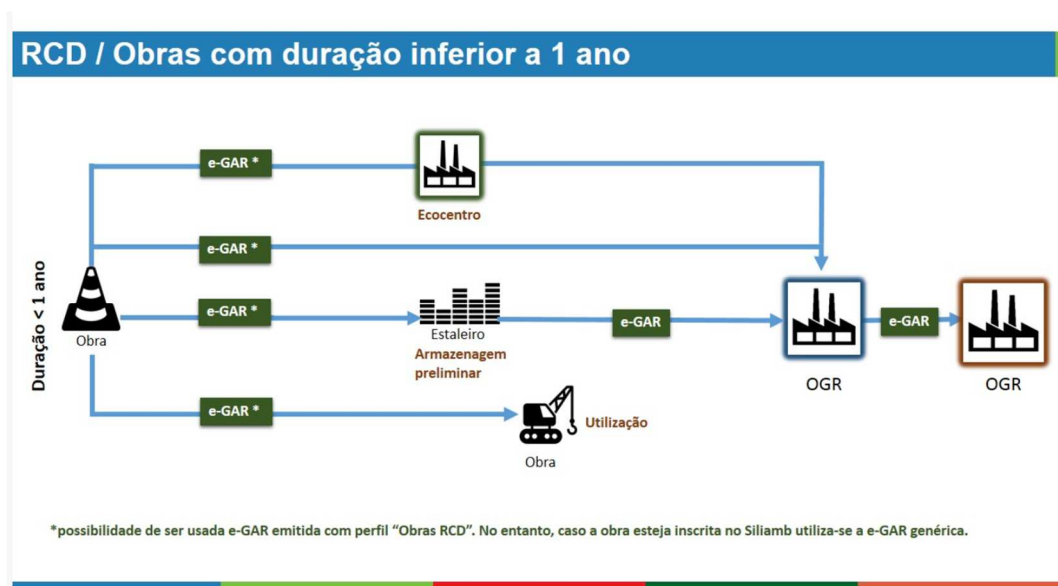 RCD / Obras com duração inferior a 1 ano
e-GAR *
Ecocentro
e-GAR *
Duração < 1 ano
Obra
e-GAR *
Estaleiro
Armazenagem
preliminar
e-GAR
OGR
e-GAR
OGR
e-GAR *
Utilização
Obra
*possibilidade de ser usada e-GAR emitida com perfil “Obras RCD”. No entanto, caso a obra esteja inscrita no Siliamb utiliza-se a e-GAR genérica.